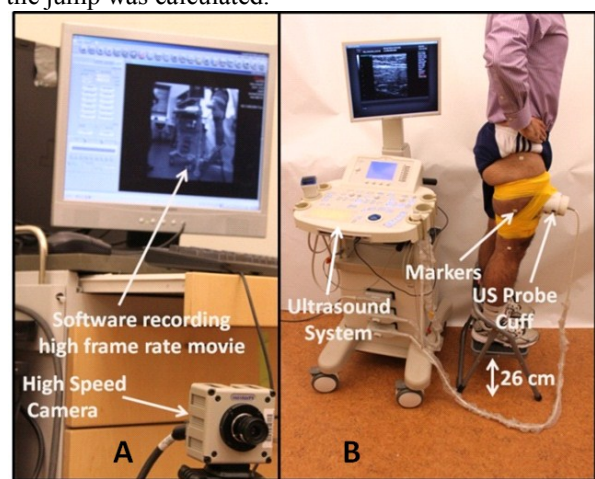 the jump was calculated.
Software recording
high frame rate movie
High Speed
Camera
A
Ultrasound
System
Markers
US Probe
Cuff
26 cm
B